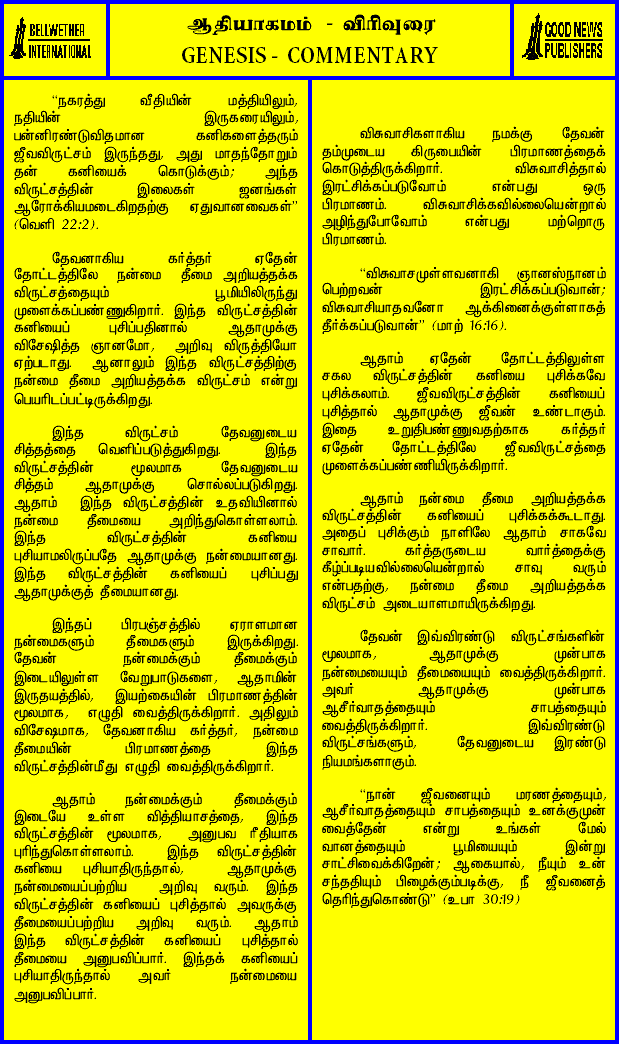 BELLWETHER
INTERNATIONAL
ஆதியாகமம் - விரிவுரை
GENESIS - COMMENTARY
GOOD NEWS
PUBLISHERS
“நகரத்து வீதியின் மத்தியிலும்,
நதியின் இருகரையிலும்,
பன்னிரண்டுவிதமான கனிகளைத்தரும்
ஜீவவிருட்சம் இருந்தது, அது மாதந்தோறும்
தன் கனியைக் கொடுக்கும்; அந்த
விருட்சத்தின் இலைகள் ஜனங்கள்
ஆரோக்கியமடைகிறதற்கு ஏதுவானவைகள்”
(வெளி 22:2).
தேவனாகிய கர்த்தர் ஏதேன்
தோட்டத்திலே நன்மை தீமை அறியத்தக்க
விருட்சத்தையும் பூமியிலிருந்து
முளைக்கப்பண்ணுகிறார். இந்த விருட்சத்தின்
கனியைப் புசிப்பதினால் ஆதாமுக்கு
விசேஷித்த ஞானமோ, அறிவு விருத்தியோ
ஏற்படாது. ஆனாலும் இந்த விருட்சத்திற்கு
நன்மை தீமை அறியத்தக்க விருட்சம் என்று
பெயரிடப்பட்டிருக்கிறது.
இந்த விருட்சம் தேவனுடைய
சித்தத்தை வெளிப்படுத்துகிறது. இந்த
விருட்சத்தின் மூலமாக தேவனுடைய
சித்தம் ஆதாமுக்கு சொல்லப்படுகிறது.
ஆதாம் இந்த விருட்சத்தின் உதவியினால்
நன்மை தீமையை அறிந்துகொள்ளலாம்.
இந்த விருட்சத்தின் கனியை
புசியாமலிருப்பதே ஆதாமுக்கு நன்மையானது.
இந்த விருட்சத்தின் கனியைப் புசிப்பது
ஆதாமுக்குத் தீமையானது.
இந்தப் பிரபஞ்சத்தில் ஏராளமான
நன்மைகளும் தீமைகளும் இருக்கிறது.
தேவன் நன்மைக்கும் தீமைக்கும்
இடையிலுள்ள வேறுபாடுகளை, ஆதாமின்
இருதயத்தில், இயற்கையின் பிரமாணத்தின்
மூலமாக, எழுதி வைத்திருக்கிறார். அதிலும்
விசேஷமாக, தேவனாகிய கர்த்தர், நன்மை
தீமையின் பிரமாணத்தை இந்த
விருட்சத்தின்மீது எழுதி வைத்திருக்கிறார்.
ஆதாம் நன்மைக்கும் தீமைக்கும்
இடையே உள்ள வித்தியாசத்தை, இந்த
விருட்சத்தின் மூலமாக, அனுபவ ரீதியாக
புரிந்துகொள்ளலாம். இந்த விருட்சத்தின்
கனியை புசியாதிருந்தால், ஆதாமுக்கு
நன்மையைப்பற்றிய அறிவு வரும். இந்த
விருட்சத்தின் கனியைப் புசித்தால் அவருக்கு
தீமையைப்பற்றிய அறிவு வரும். ஆதாம்
இந்த விருட்சத்தின் கனியைப் புசித்தால்
தீமையை அனுபவிப்பார். இந்தக் கனியைப்
புசியாதிருந்தால் அவர் நன்மையை
அனுபவிப்பார்.
விசுவாசிகளாகிய நமக்கு தேவன்
தம்முடைய கிருபையின் பிரமாணத்தைக்
கொடுத்திருக்கிறார். விசுவாசித்தால்
இரட்சிக்கப்படுவோம் என்பது ஒரு
பிரமாணம். விசுவாசிக்கவில்லையென்றால்
அழிந்துபோவோம் என்பது மற்றொரு
பிரமாணம்.
“விசுவாசமுள்ளவனாகி ஞானஸ்நானம்
பெற்றவன் இரட்சிக்கப்படுவான்;
விசுவாசியாதவனோ ஆக்கினைக்குள்ளாகத்
தீர்க்கப்படுவான்” (மாற் 16:16).
ஆதாம் ஏதேன் தோட்டத்திலுள்ள
சகல விருட்சத்தின் கனியை புசிக்கவே
புசிக்கலாம். ஜீவவிருட்சத்தின் கனியைப்
புசித்தால் ஆதாமுக்கு ஜீவன் உண்டாகும்.
இதை உறுதிபண்ணுவதற்காக கர்த்தர்
ஏதேன் தோட்டத்திலே ஜீவவிருட்சத்தை
முளைக்கப்பண்ணியிருக்கிறார்.
ஆதாம் நன்மை தீமை அறியத்தக்க
விருட்சத்தின் கனியைப் புசிக்கக்கூடாது.
அதைப் புசிக்கும் நாளிலே ஆதாம் சாகவே
சாவார். கர்த்தருடைய வார்த்தைக்கு
கீழ்ப்படியவில்லையென்றால் சாவு வரும்
என்பதற்கு, நன்மை தீமை அறியத்தக்க
விருட்சம் அடையாளமாயிருக்கிறது.
தேவன் இவ்விரண்டு விருட்சங்களின்
மூலமாக, ஆதாமுக்கு முன்பாக
நன்மையையும் தீமையையும் வைத்திருக்கிறார்.
அவர் ஆதாமுக்கு முன்பாக
ஆசீர்வாதத்தையும் சாபத்தையும்
வைத்திருக்கிறார். இவ்விரண்டு
விருட்சங்களும், தேவனுடைய இரண்டு
நியமங்களாகும்.
“நான் ஜீவனையும் மரணத்தையும்,
ஆசீர்வாதத்தையும் சாபத்தையும் உனக்குமுன்
வைத்தேன் என்று உங்கள் மேல்
வானத்தையும் பூமியையும் இன்று
சாட்சிவைக்கிறேன்; ஆகையால், நீயும் உன்
சந்ததியும் பிழைக்கும்படிக்கு, நீ ஜீவனைத்
தெரிந்துகொண்டு” (உபா 30:19)